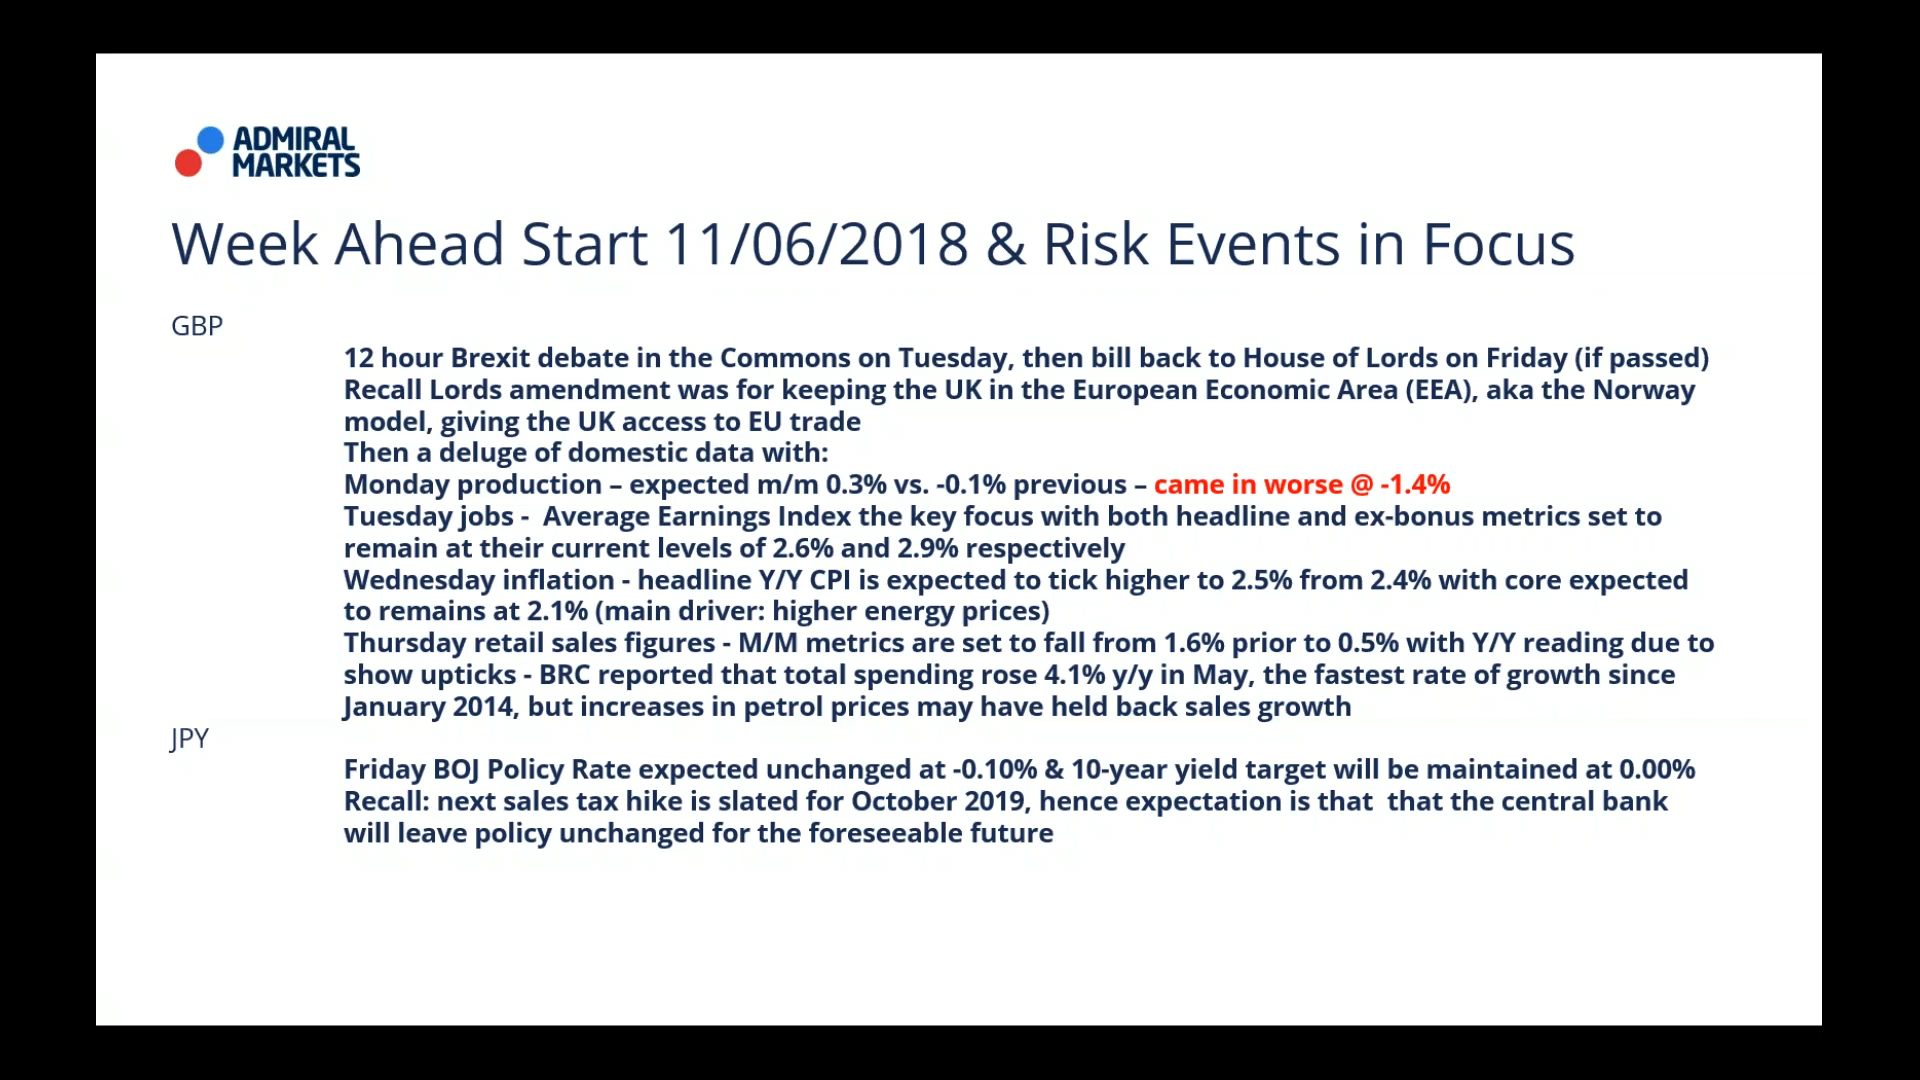 ADMIRAL
MARKETS
Week Ahead Start 11/06/2018 & Risk Events in Focus
GBP
12 hour Brexit debate in the Commons on Tuesday, then bill back to House of Lords on Friday (if passed)
Recall Lords amendment was for keeping the UK in the European Economic Area (EEA), aka the Norway
model, giving the UK access to EU trade
Then a deluge of domestic data with:
Monday production – expected m/m 0.3% vs. -0.1% previous – came in worse @ -1.4%
Tuesday jobs -  Average Earnings Index the key focus with both headline and ex-bonus metrics set to
remain at their current levels of 2.6% and 2.9% respectively
Wednesday inflation - headline Y/Y CPI is expected to tick higher to 2.5% from 2.4% with core expected
to remains at 2.1% (main driver: higher energy prices)
Thursday retail sales figures - M/M metrics are set to fall from 1.6% prior to 0.5% with Y/Y reading due to
show upticks - BRC reported that total spending rose 4.1% y/y in May, the fastest rate of growth since
January 2014, but increases in petrol prices may have held back sales growth
JPY
Friday BOJ Policy Rate expected unchanged at -0.10% & 10-year yield target will be maintained at 0.00%
Recall: next sales tax hike is slated for October 2019, hence expectation is that  that the central bank
will leave policy unchanged for the foreseeable future